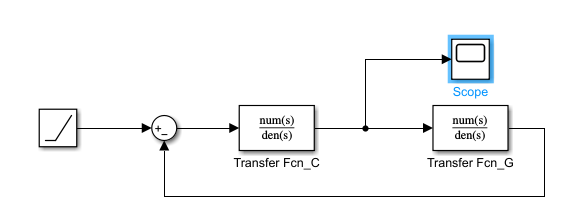 Scope
+
-
num(s)
den(s)
num(s)
den(s)
Transfer Fcn_C
Transfer Fcn_G